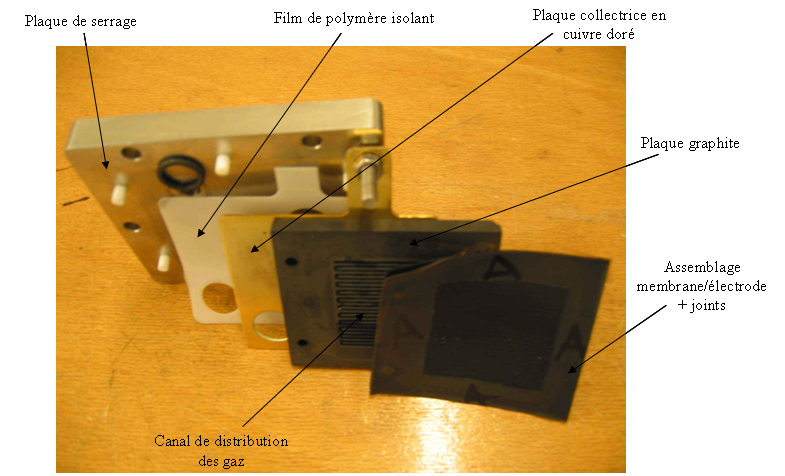 Plaque de serrage
Film de polymère isolant
Plaque collectrice en
cuivre doré
Plaque graphite
Assemblage
membrane/électrode
+ joints
Canal de distribution
des gaz
A
A
A
A